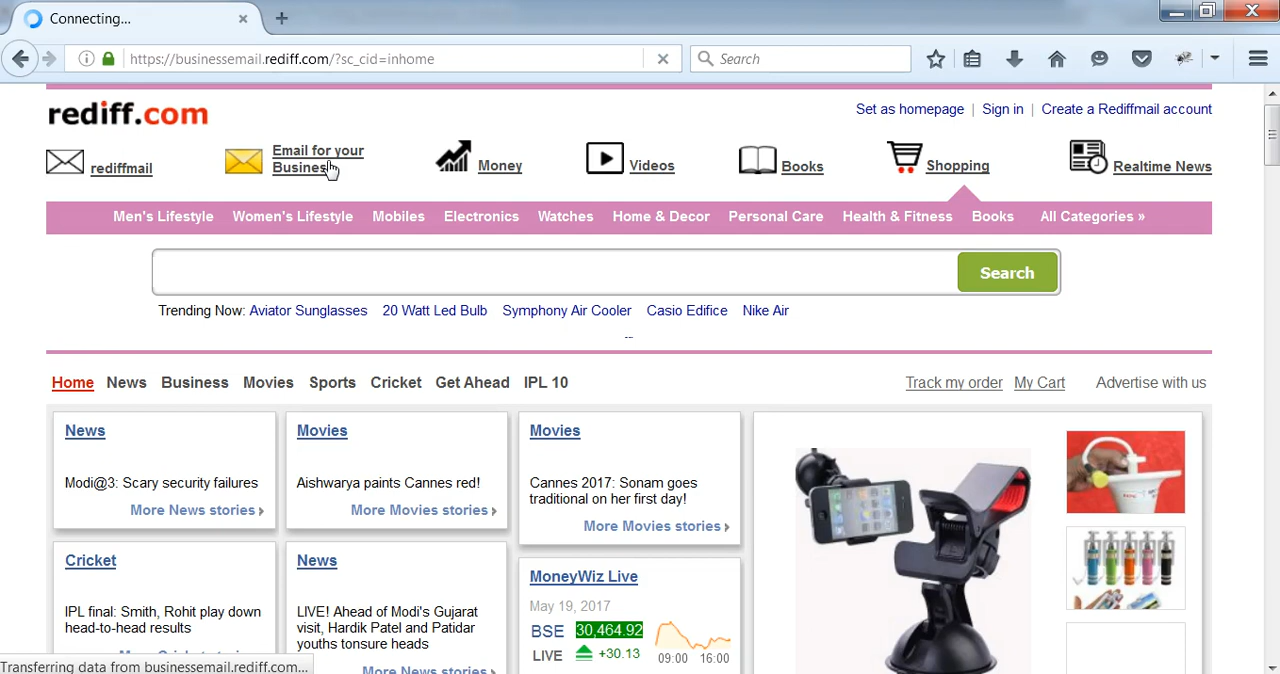 Connecting...
https://businessemail.rediff.com/?sc_cid=inhome
Search
rediff.com
Set as homepage | Sign in | Create a Rediffmail account
rediffmail
Email for your
Business
Money
Videos
Books
Shopping
Realtime News
Men's Lifestyle Women's Lifestyle Mobiles Electronics Watches Home & Decor Personal Care Health & Fitness Books All Categories »
Search
Trending Now: Aviator Sunglasses 20 Watt Led Bulb Symphony Air Cooler Casio Edifice Nike Air
Home News Business Movies Sports Cricket Get Ahead IPL 10
Track my order My Cart Advertise with us
News
Modi@3: Scary security failures
More News stories
Movies
Aishwarya paints Cannes red!
More Movies stories
Movies
Cannes 2017: Sonam goes
traditional on her first day!
More Movies stories
Cricket
IPL final: Smith, Rohit play down
head-to-head results
News
LIVE! Ahead of Modi's Gujarat
visit, Hardik Patel and Patidar
youths tonsure heads
More News stories
MoneyWiz Live
May 19, 2017
BSE 30,464.92
LIVE +30.13
09:00 16:00
Transferring data from businessemail.rediff.com...